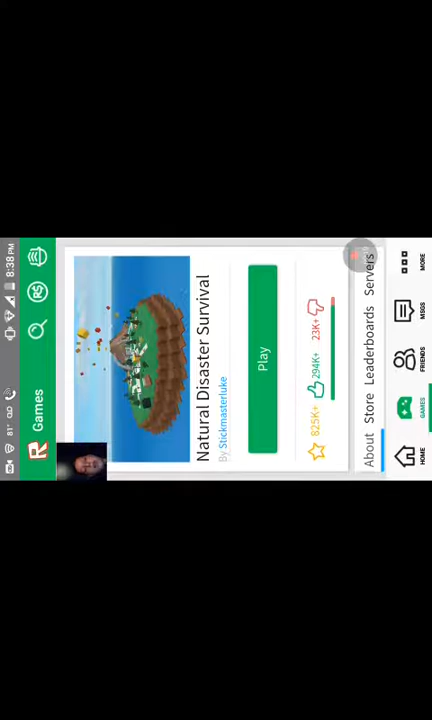 81° 8:38 PM
R Games R$
Natural Disaster Survival
By Stickmasterluke
Play
825K+ 294K+ 23K+
About Store Leaderboards Servers
HOME GAMES FRIENDS MSGS MORE